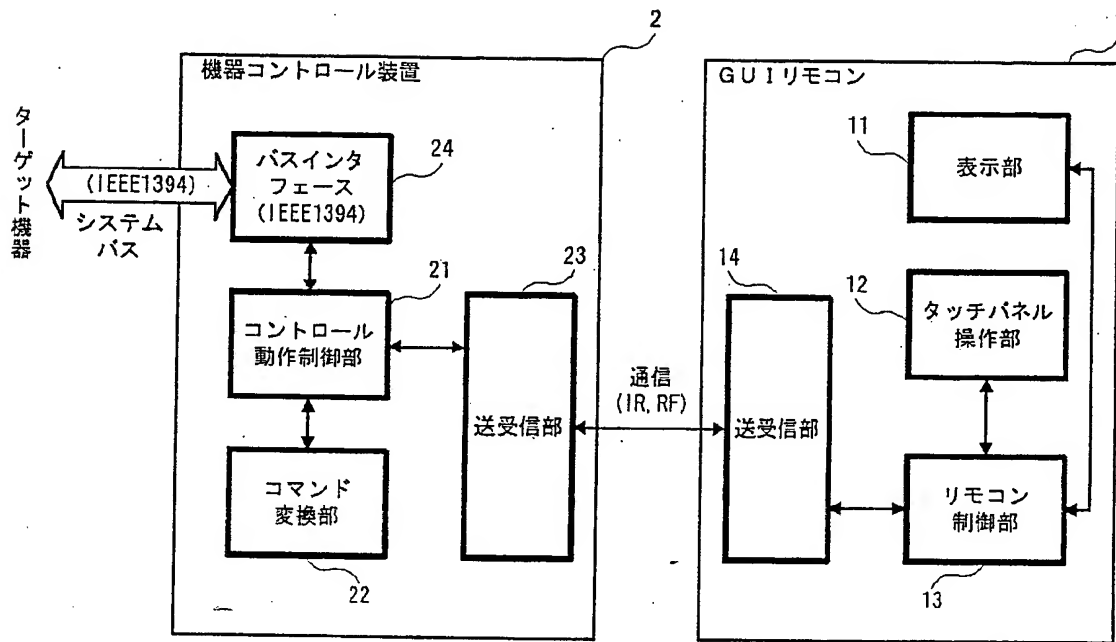 2
機器コントロール装置
GUIリモコン
ターゲット機器
(IEEE1394)
システム
バス
バスインタ
フェース
(IEEE1394)
24
11
表示部
21
コントロール
動作制御部
23
送受信部
14
送受信部
12
タッチパネル
操作部
通信
(IR, RF)
コマンド
変換部
22
リモコン
制御部
13